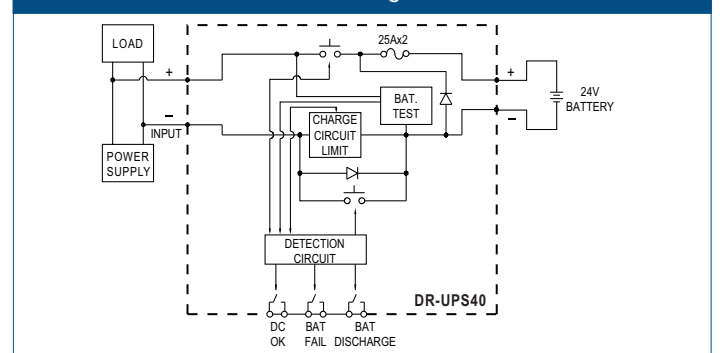 LOAD
25Ax2
+
+
BAT.
TEST
24V
BATTERY
–
–
INPUT
CHARGE
CIRCUIT
LIMIT
POWER
SUPPLY
DETECTION
CIRCUIT
DR-UPS40
DC
OK
BAT
FAIL
BAT
DISCHARGE